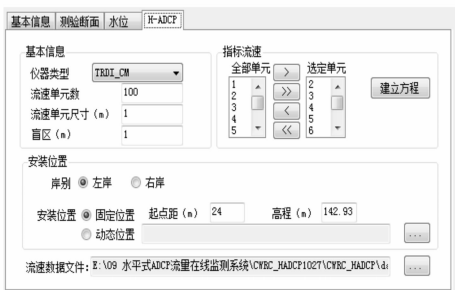 基本信息 测验断面 水位 H-ADCP
基本信息
仪器类型 TRDI_CM
流速单元数 100
流速单元尺寸 (m) 1
盲区 (m) 1
指标流速
全部单元 选定单元
1
2
3
4
5
>
>>
<
<<
2
3
4
5
6
建立方程
安装位置
岸别 左岸 右岸
安装位置 固定位置 起点距 (m) 24 高程 (m) 142.93
动态位置 ...
流速数据文件: E:\09 水平式ADCP流量在线监测系统\CWRC_HADCP1027\CWRC_HADCP\da ...